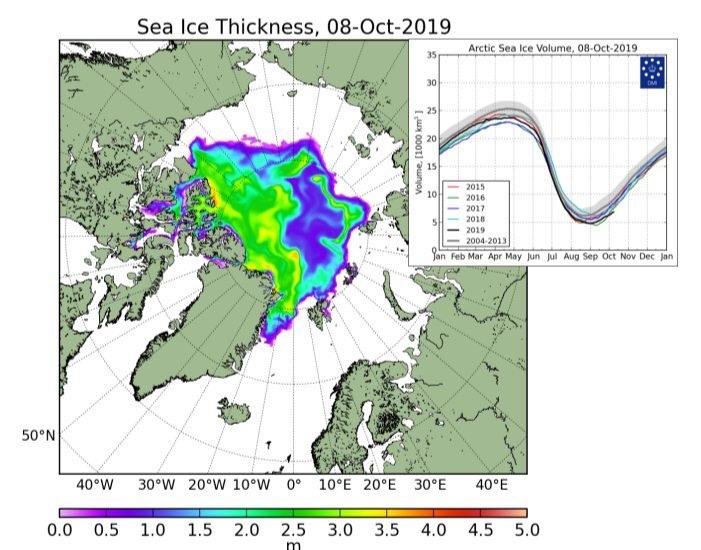 Sea Ice Thickness, 08-Oct-2019
Arctic Sea Ice Volume, 08-Oct-2019
35
30
25
20
15
10
5
0
Volume, [1000 km³ ]
DMI
2015
2016
2017
2018
2019
2004-2013
Jan Feb Mar Apr May Jun Jul Aug Sep Oct Nov Dec Jan
50°N
40°W 30°W 20°W 10°W 0° 10°E 20°E 30°E 40°E
0.0 0.5 1.0 1.5 2.0 2.5 3.0 3.5 4.0 4.5 5.0
m